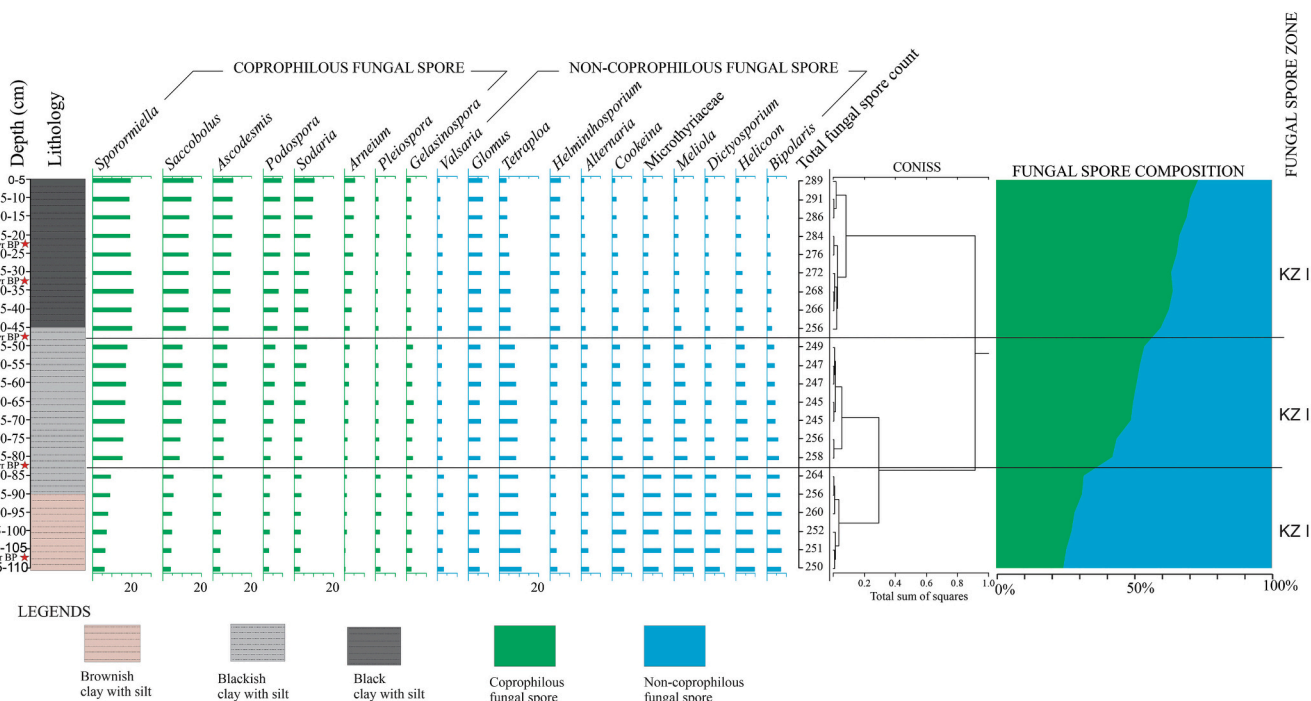 COPROPHILOUS FUNGAL SPORE
NON-COPROPHILOUS FUNGAL SPORE
FUNGAL SPORE ZONE
Depth (cm)
Lithology
Sporormiella
Saccobolus
Ascodesmis
Podospora
Sodaria
Arneium
Pleiospora
Gelasinospora
Valsaria
Glomus
Tetraploa
Helminthosporium
Alternaria
Cookeina
Microthyriaceae
Meliola
Dictyosporium
Helicoon
Bipolaris
Total fungal spore count
CONISS
FUNGAL SPORE COMPOSITION
0-5 289
5-10 291
0-15 286
5-20 284
r BP
0-25 276
5-30 272
r BP
0-35 268
5-40 266
0-45 256
r BP
5-50 249
0-55 247
5-60 247
0-65 245
5-70 245
0-75 256
5-80 258
r BP
0-85 264
5-90 256
0-95 260
-100 252
-105 251
r BP
5-110 250
KZ I
KZ I
KZ I
20 20 20 20
0.2 0.4 0.6 0.8 1.0
Total sum of squares
0% 50% 100%
LEGENDS
Brownish
clay with silt
Blackish
clay with silt
Black
clay with silt
Coprophilous
fungal spore
Non-coprophilous
fungal spore